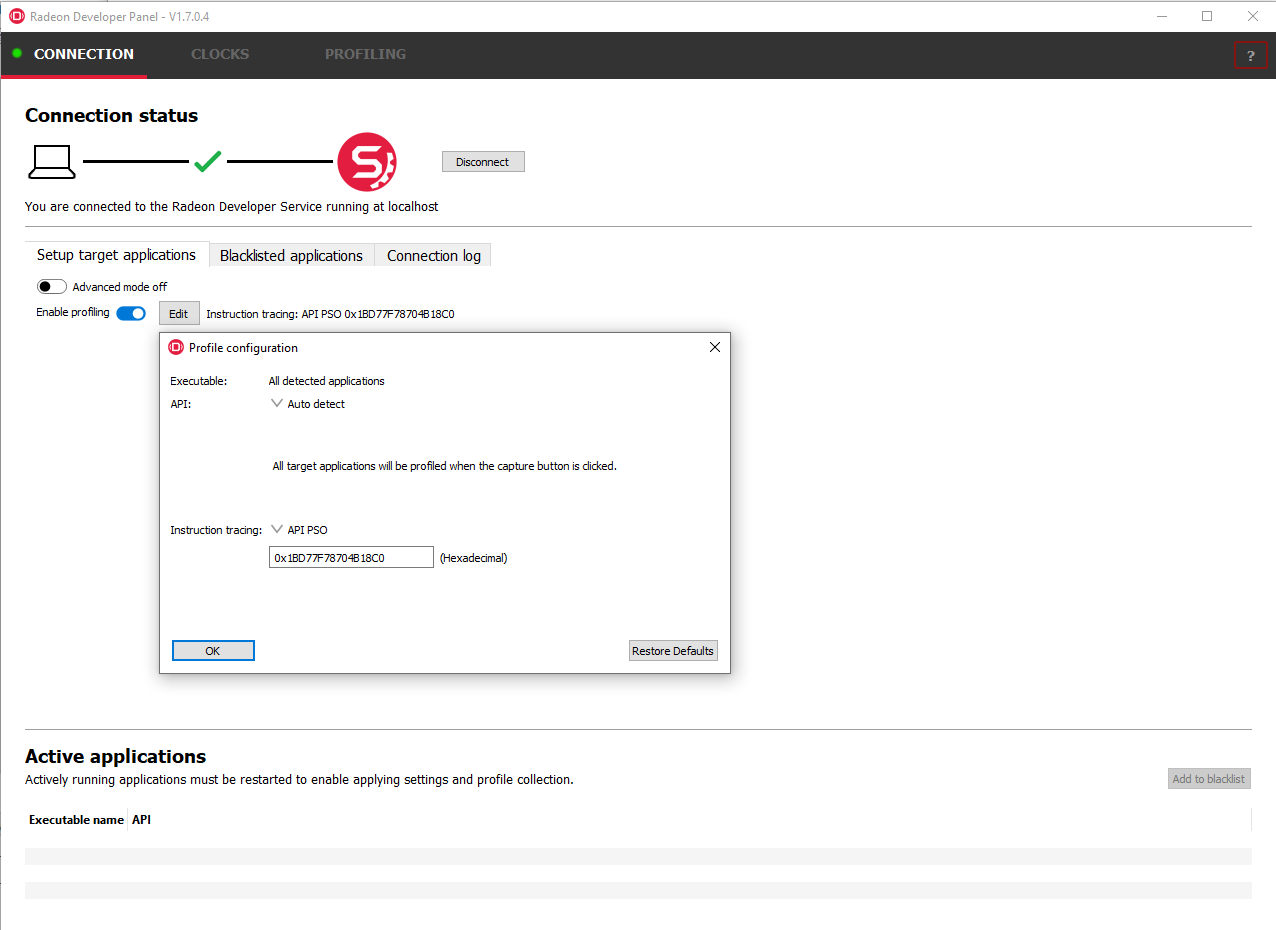 Radeon Developer Panel - V1.7.0.4
CONNECTION CLOCKS PROFILING ?
Connection status
Disconnect
You are connected to the Radeon Developer Service running at localhost
Setup target applications Blacklisted applications Connection log
Advanced mode off
Enable profiling Edit Instruction tracing: API PSO 0x1BD77F78704B18C0
Profile configuration
Executable: All detected applications
API: Auto detect
All target applications will be profiled when the capture button is clicked.
Instruction tracing: API PSO
0x1BD77F78704B18C0 (Hexadecimal)
OK Restore Defaults
Active applications
Actively running applications must be restarted to enable applying settings and profile collection.
Add to blacklist
Executable name API